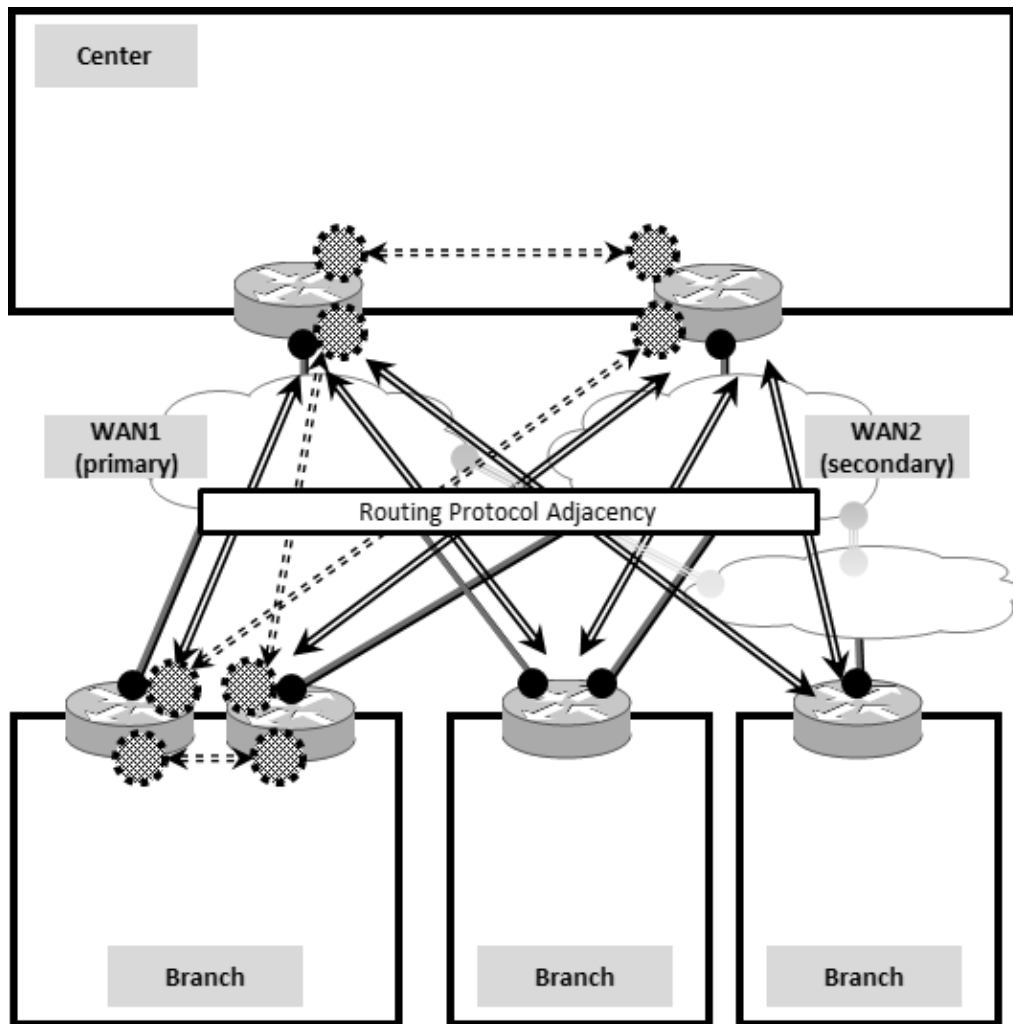 Center
WAN1
(primary)
WAN2
(secondary)
Routing Protocol Adjacency
Branch
Branch
Branch